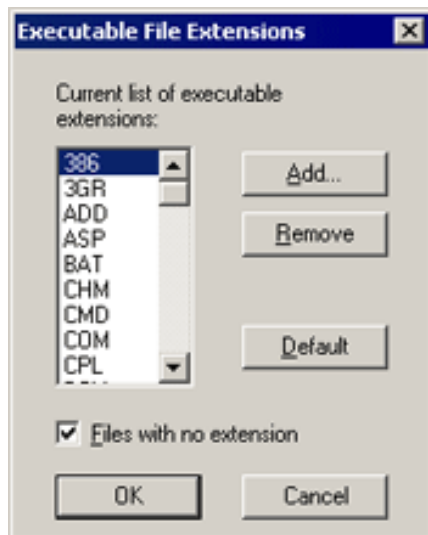 Executable File Extensions
Current list of executable
extensions:
386
3GR
ADD
ASP
BAT
CHM
CMD
COM
CPL
Add...
Remove
Default
Files with no extension
OK
Cancel